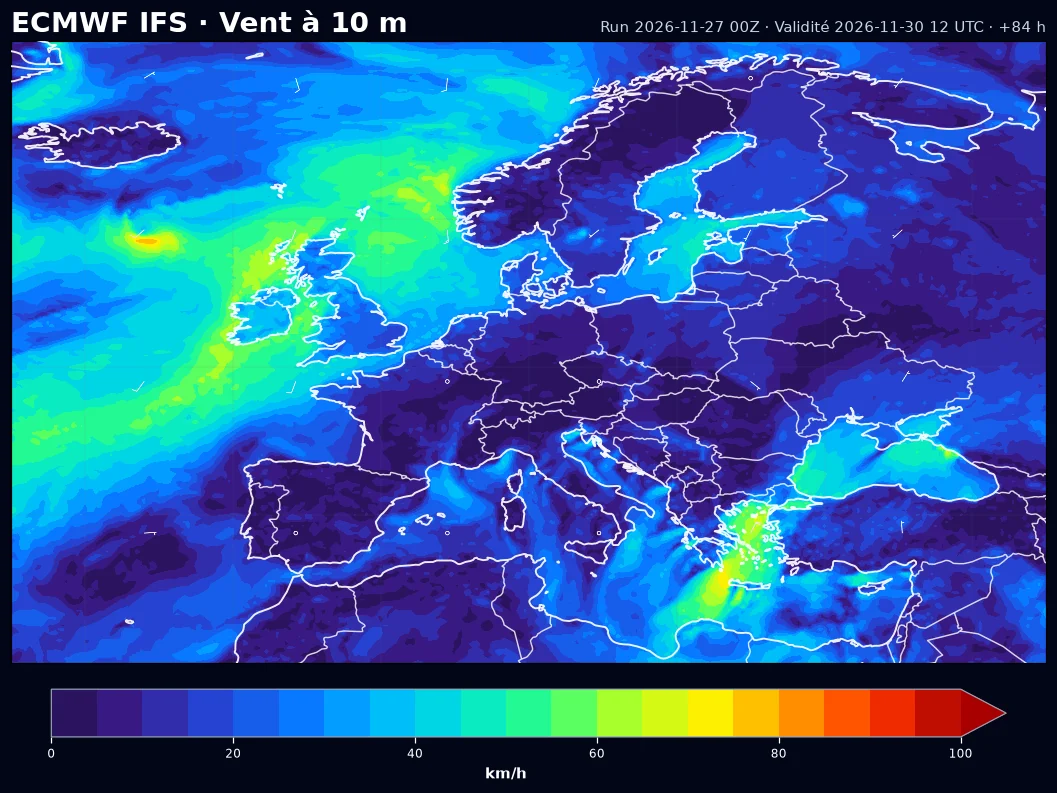 ECMWF IFS · Vent à 10 m
Run 2026-11-27 00Z · Validité 2026-11-30 12 UTC · +84 h
0 20 40 60 80 100
km/h